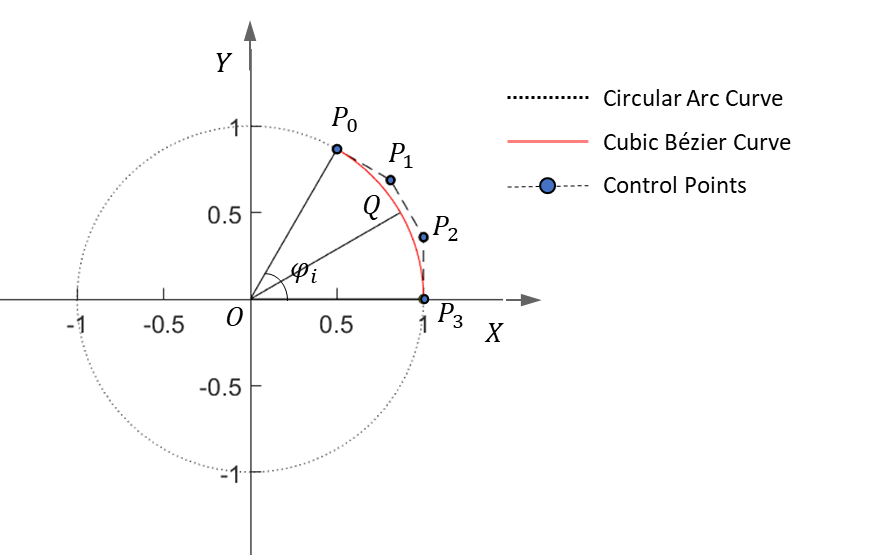 Y
P0
1
P1
0.5
Q
P2
φi
O
-1
-0.5
0.5
1
P3
X
-0.5
-1
Circular Arc Curve
Cubic Bézier Curve
Control Points